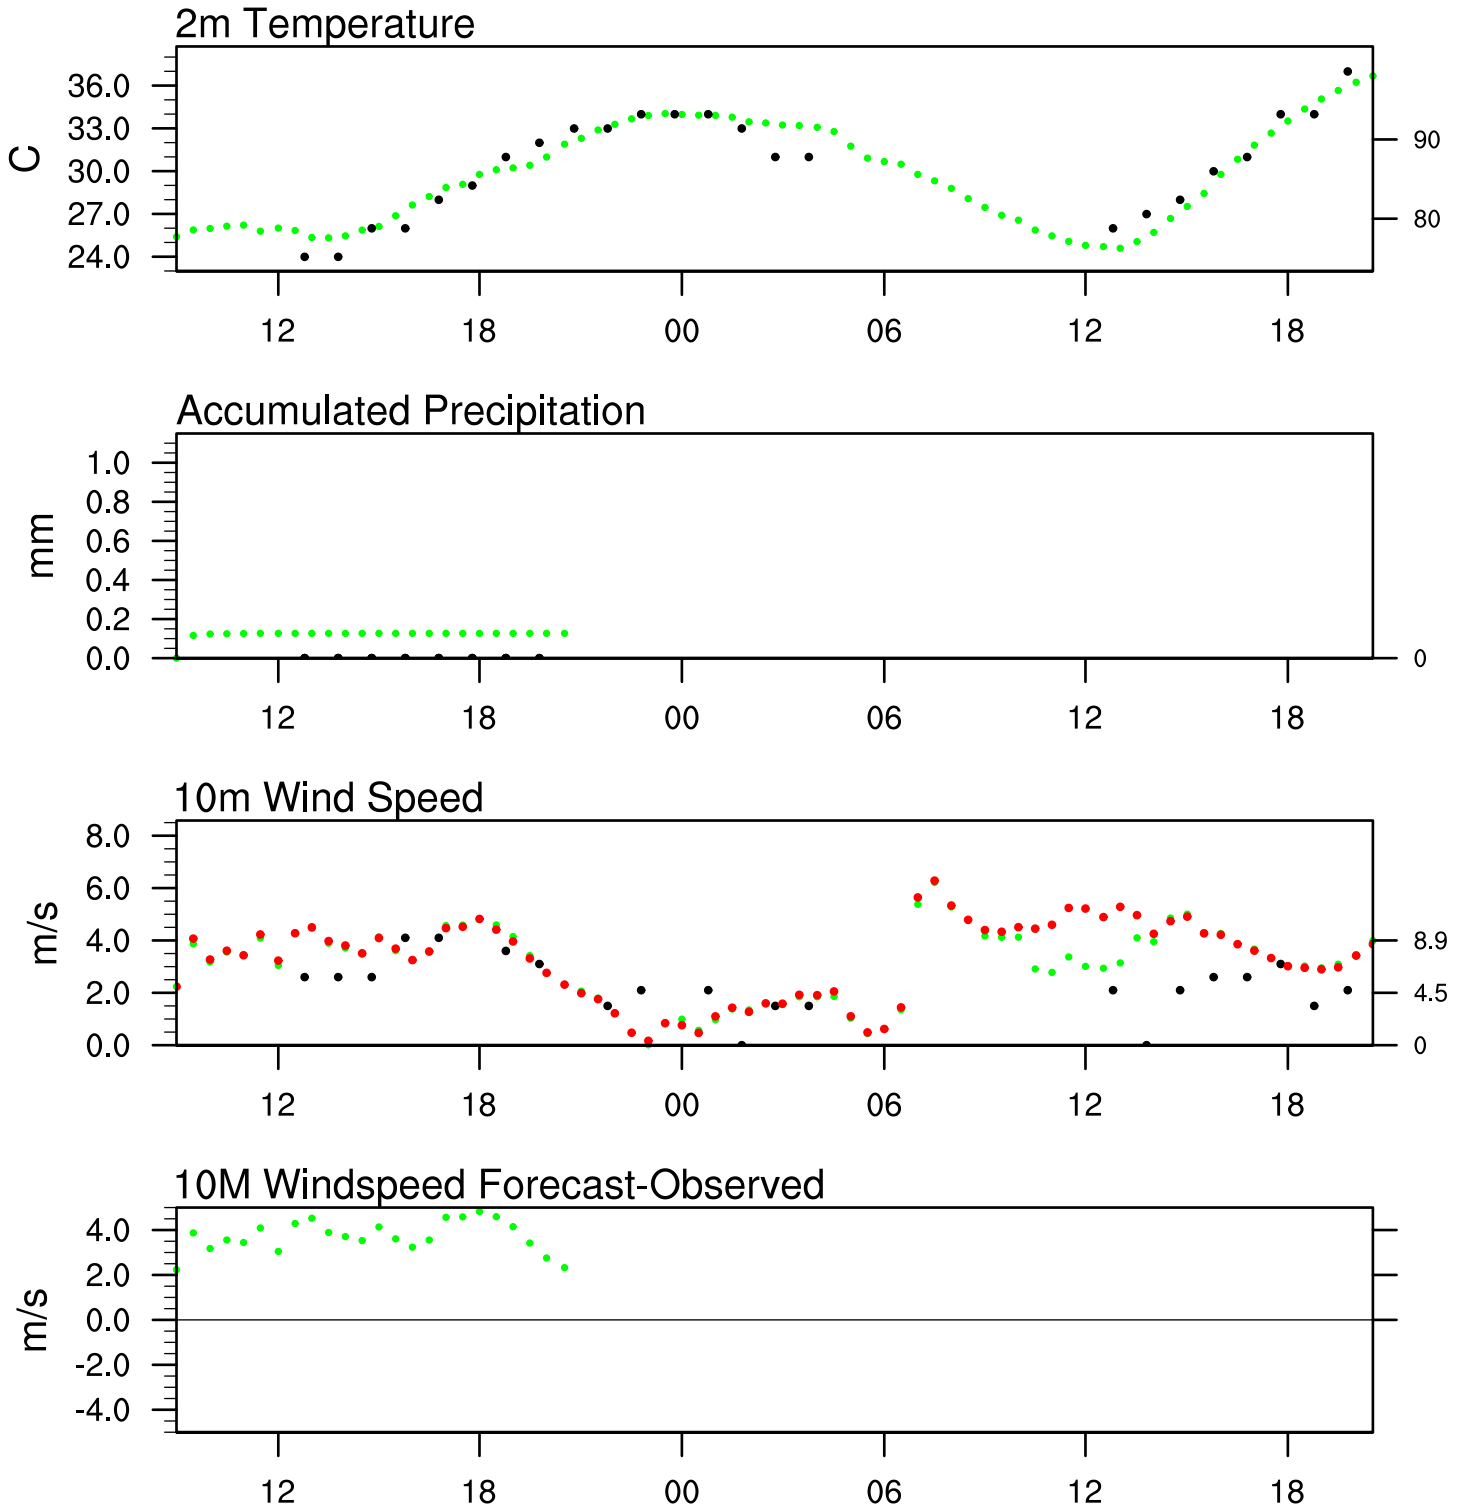 2m Temperature
36.0
33.0
30.0
27.0
24.0
C
90
80
12 18 00 06 12 18
Accumulated Precipitation
1.0
0.8
0.6
0.4
0.2
0.0
mm
0
12 18 00 06 12 18
10m Wind Speed
8.0
6.0
4.0
2.0
0.0
m/s
8.9
4.5
0
12 18 00 06 12 18
10M Windspeed Forecast-Observed
4.0
2.0
0.0
-2.0
-4.0
m/s
12 18 00 06 12 18